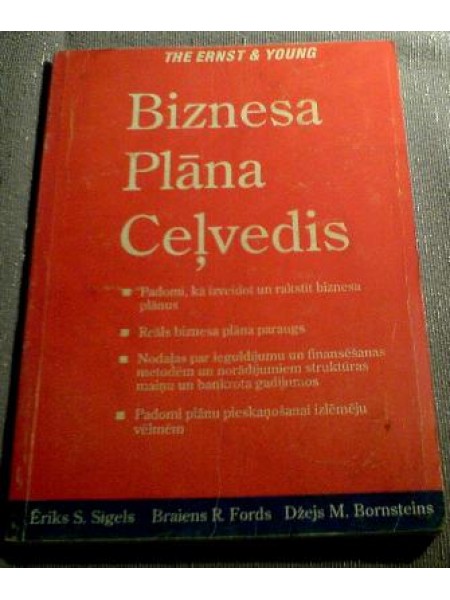 THE ERNST & YOUNG
Biznesa
Plāna
Ceļvedis
Padomi, kā izveidot un rakstīt biznesa
plānus
Reāls biznesa plāna paraugs
Nodaļas par ieguldījumu un finansēšanas
metodēm un norādījumiem struktūras
maiņu un bankrota gadījumos
Padomi plānu pieskaņošanai izlēmēju
vēlmēm
Ēriks S. Sigels Braiens R. Fords Džejs M. Bornsteins